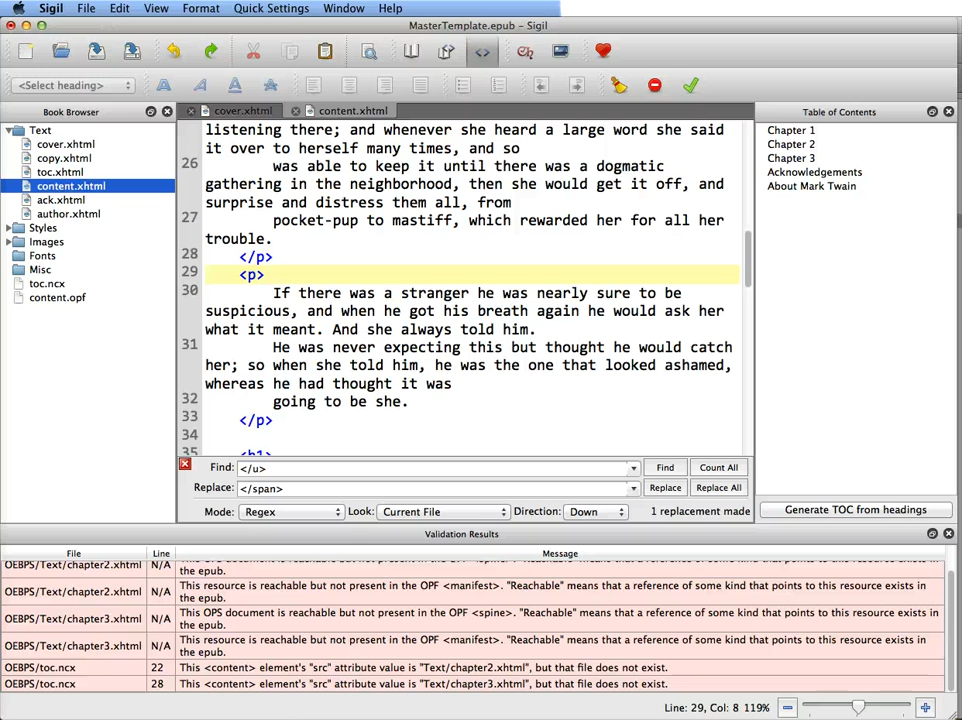 Sigil File Edit View Format Quick Settings Window Help
MasterTemplate.epub - Sigil
<Select heading>
Book Browser
cover.xhtml
content.xhtml
Table of Contents
Text
cover.xhtml
copy.xhtml
toc.xhtml
content.xhtml
ack.xhtml
author.xhtml
Styles
Images
Fonts
Misc
toc.ncx
content.opf
listening there; and whenever she heard a large word she said
it over to herself many times, and so
26 was able to keep it until there was a dogmatic
gathering in the neighborhood, then she would get it off, and
surprise and distress them all, from
27 pocket-pup to mastiff, which rewarded her for all her
trouble.
28 </p>
29 <p>
30 If there was a stranger he was nearly sure to be
suspicious, and when he got his breath again he would ask her
what it meant. And she always told him.
31 He was never expecting this but thought he would catch
her; so when she told him, he was the one that looked ashamed,
whereas he had thought it was
32 going to be she.
33 </p>
34
35 <h1>
Chapter 1
Chapter 2
Chapter 3
Acknowledgements
About Mark Twain
Find: </u> Find Count All
Replace: </span> Replace Replace All
Mode: Regex Look: Current File Direction: Down 1 replacement made
Generate TOC from headings
Validation Results
File Line Message
OEBPS/Text/chapter2.xhtml N/A
the epub.
OEBPS/Text/chapter2.xhtml N/A This resource is reachable but not present in the OPF <manifest>. "Reachable" means that a reference of some kind that points to this resource exists in
the epub.
OEBPS/Text/chapter3.xhtml N/A This OPS document is reachable but not present in the OPF <spine>. "Reachable" means that a reference of some kind that points to this resource exists in
the epub.
OEBPS/Text/chapter3.xhtml N/A This resource is reachable but not present in the OPF <manifest>. "Reachable" means that a reference of some kind that points to this resource exists in
the epub.
OEBPS/toc.ncx 22 This <content> element's "src" attribute value is "Text/chapter2.xhtml", but that file does not exist.
OEBPS/toc.ncx 28 This <content> element's "src" attribute value is "Text/chapter3.xhtml", but that file does not exist.
Line: 29, Col: 8 119%